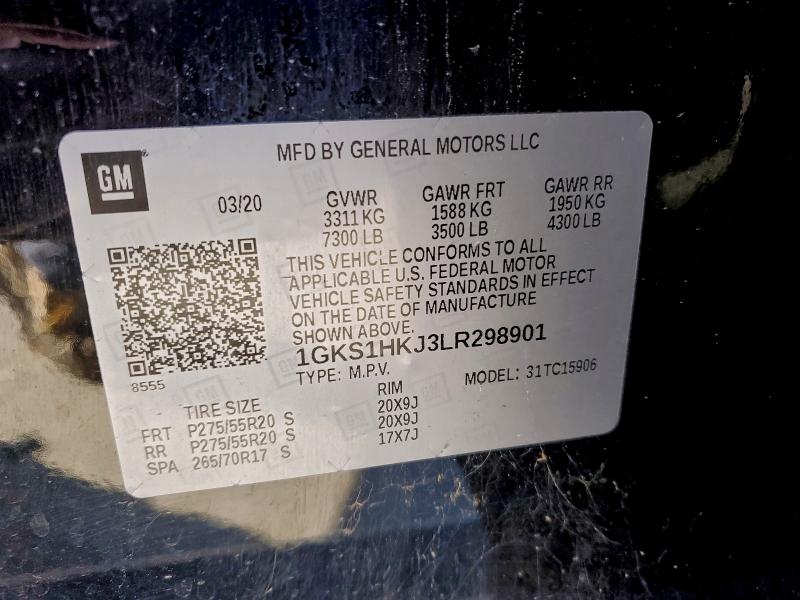 GM
MFD BY GENERAL MOTORS LLC
03/20
GVWR
3311 KG
7300 LB
GAWR FRT
1588 KG
3500 LB
GAWR RR
1950 KG
4300 LB
THIS VEHICLE CONFORMS TO ALL
APPLICABLE U.S. FEDERAL MOTOR
VEHICLE SAFETY STANDARDS IN EFFECT
ON THE DATE OF MANUFACTURE
SHOWN ABOVE.
1GKS1HKJ3LR298901
8555
TYPE: M.P.V.
MODEL: 31TC15906
TIRE SIZE RIM
FRT P275/55R20 S 20X9J
RR P275/55R20 S 20X9J
SPA 265/70R17 S 17X7J